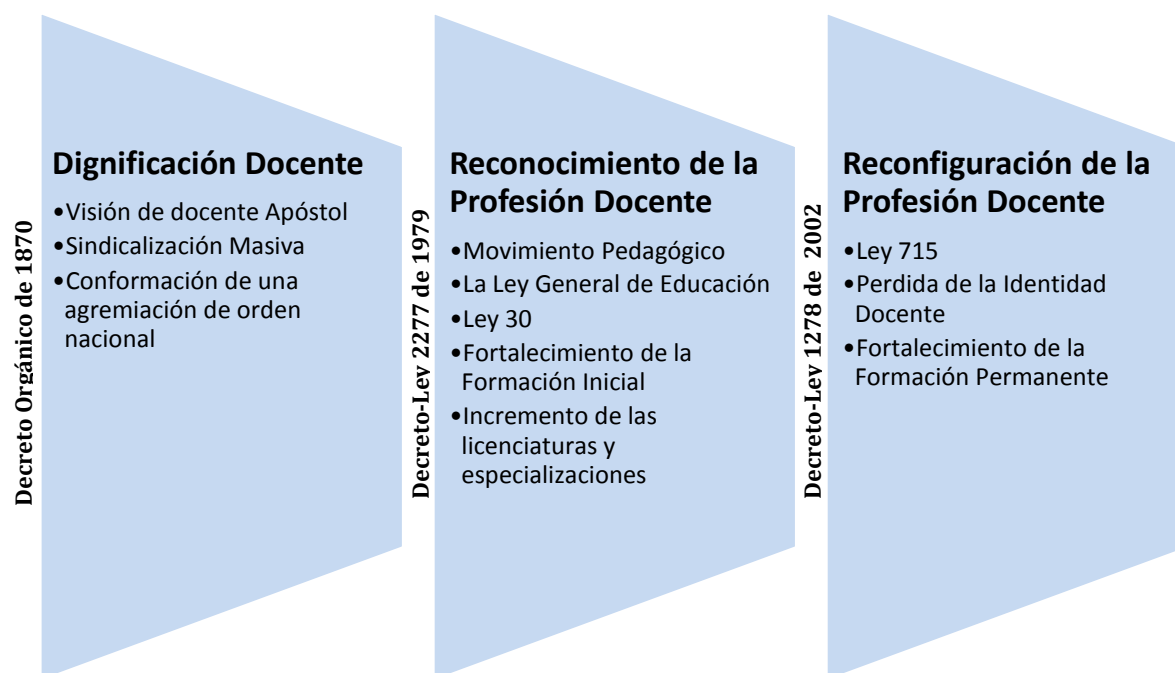 Decreto Orgánico de 1870
Dignificación Docente
•Visión de docente Apóstol
•Sindicalización Masiva
•Conformación de una
agremiación de orden
nacional
Decreto-Ley 2277 de 1979
Reconocimiento de la
Profesión Docente
•Movimiento Pedagógico
•La Ley General de Educación
•Ley 30
•Fortalecimiento de la
Formación Inicial
•Incremento de las
licenciaturas y
especializaciones
Decreto-Ley 1278 de 2002
Reconfiguración de la
Profesión Docente
•Ley 715
•Perdida de la Identidad
Docente
•Fortalecimiento de la
Formación Permanente